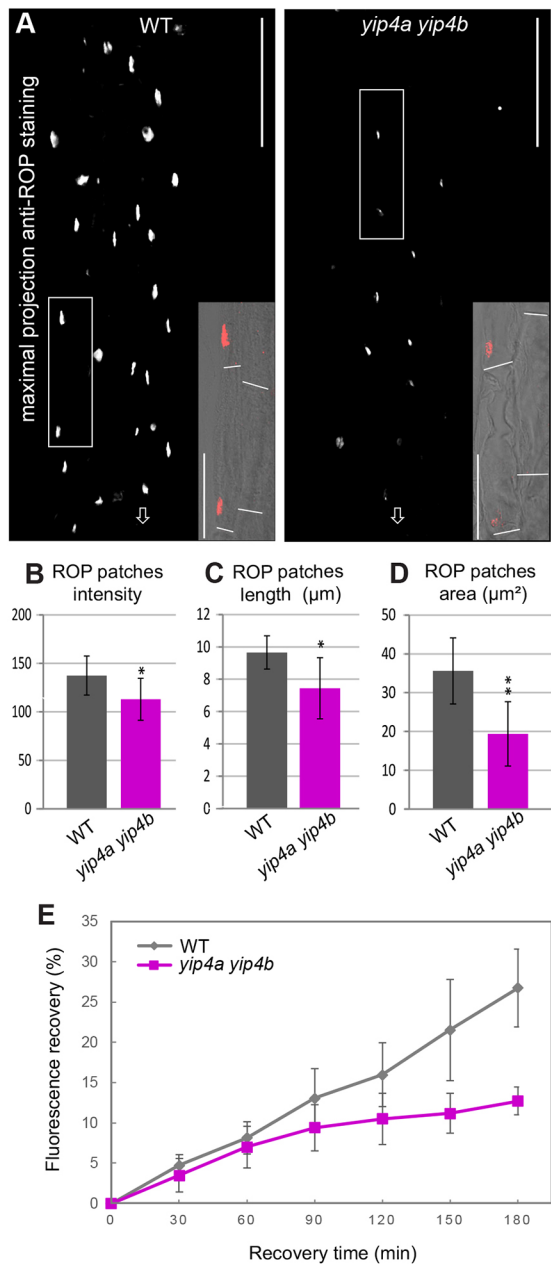 A
WT
yip4a yip4b
maximal projection anti-ROP staining
B
ROP patches
intensity
200
150
100
50
0
*
WT
yip4a yip4b
C
ROP patches
length (µm)
12
10
8
6
4
2
0
*
WT
yip4a yip4b
D
ROP patches
area (µm²)
50
40
30
20
10
0
**
WT
yip4a yip4b
E
WT
yip4a yip4b
Fluorescence recovery (%)
35
30
25
20
15
10
5
0
0 30 60 90 120 150 180
Recovery time (min)